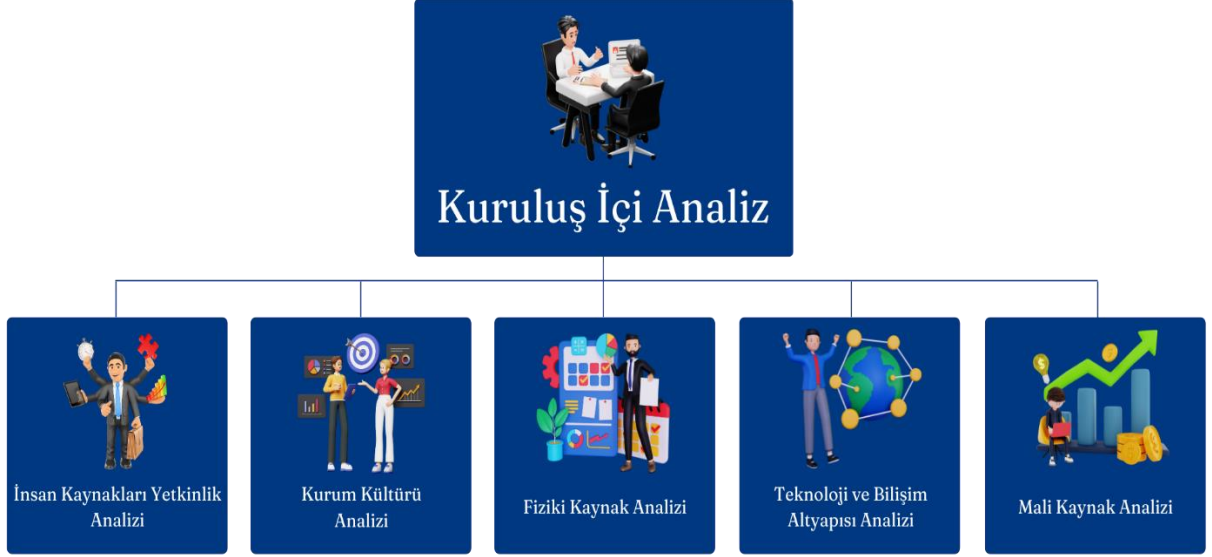 Kuruluş İçi Analiz
İnsan Kaynakları Yetkinlik
Analizi
Kurum Kültürü
Analizi
Fiziki Kaynak Analizi
Teknoloji ve Bilişim
Altyapısı Analizi
Mali Kaynak Analizi